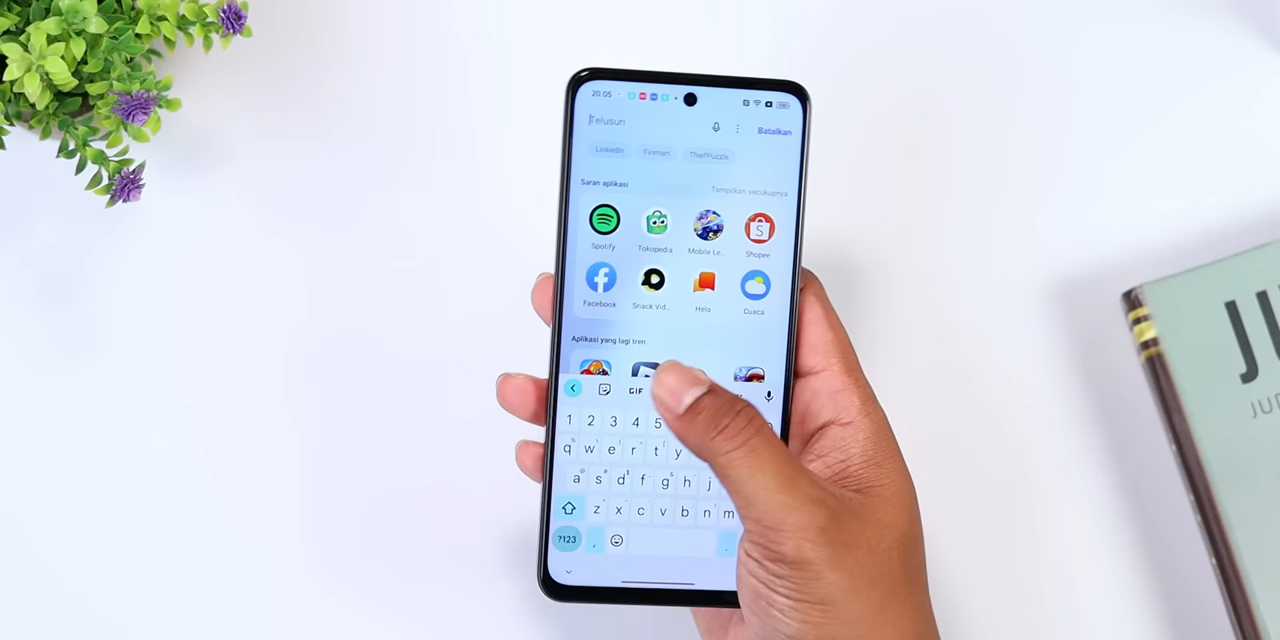 20.05
Telusuri
Batalkan
LinkedIn Finmart ThiefPuzzle
Saran aplikasi
Tampilkan secukupnya
Spotify Tokopedia Mobile Le... Shopee
Facebook Snack Vid... Helo Cuaca
Aplikasi yang lagi tren
GIF
1 2 3 4 5
q w e r t y
a s d f g h j
z x c v b n m
?123 , .